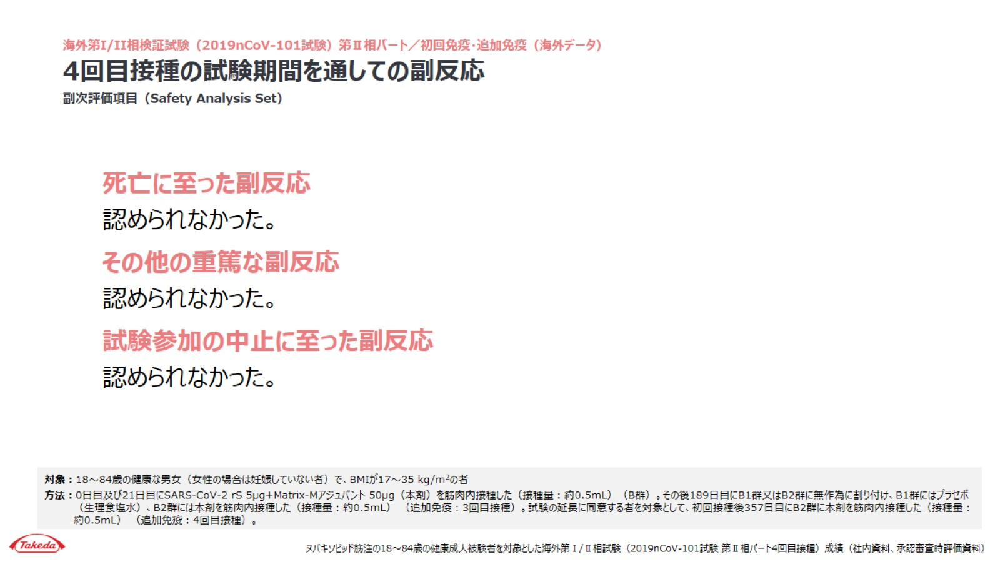 海外第I/II相検証試験（2019nCoV-101試験）第Ⅱ相パート／初回免疫・追加免疫（海外データ）
4回目接種の試験期間を通しての副反応
副次評価項目（Safety Analysis Set）
死亡に至った副反応
認められなかった。
その他の重篤な副反応
認められなかった。
試験参加の中止に至った副反応
認められなかった。
対象：18～84歳の健康な男女（女性の場合は妊娠していない者）で、BMIが17～35 kg/m²の者
方法：0日目及び21日目にSARS-CoV-2 rS 5µg+Matrix-Mアジュバント 50µg（本剤）を筋肉内接種した（接種量：約0.5mL）（B群）。その後189日目にB1群又はB2群に無作為に割り付け、B1群にはプラセボ
（生理食塩水）、B2群には本剤を筋肉内接種した（接種量：約0.5mL）（追加免疫：3回目接種）。試験の延長に同意する者を対象として、初回接種後357日目にB2群に本剤を筋肉内接種した（接種量：
約0.5mL）（追加免疫：4回目接種）。
Takeda
ヌバキソビッド筋注の18～84歳の健康成人被験者を対象とした海外第Ⅰ/Ⅱ相試験（2019nCoV-101試験 第Ⅱ相パート4回目接種）成績（社内資料、承認審査時評価資料）